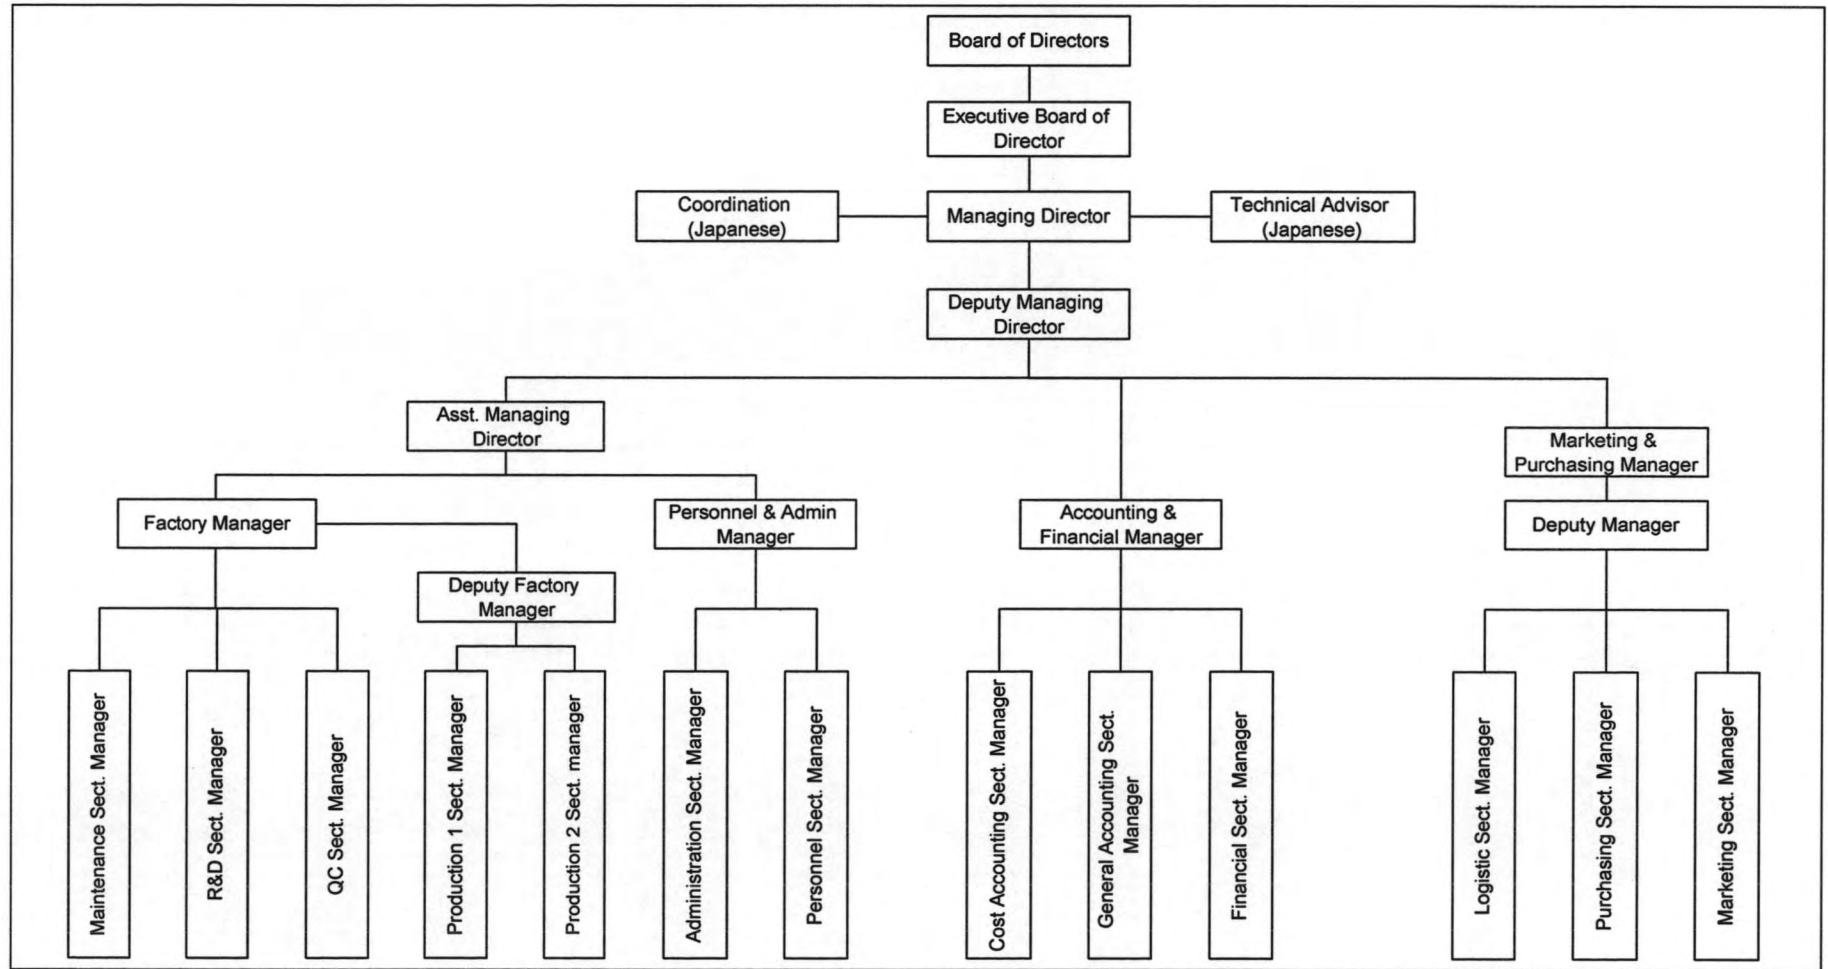 Board of Directors
Executive Board of
Director
Coordination
(Japanese)
Managing Director
Technical Advisor
(Japanese)
Deputy Managing
Director
Asst. Managing
Director
Marketing &
Purchasing Manager
Factory Manager
Personnel & Admin
Manager
Accounting &
Financial Manager
Deputy Manager
Deputy Factory
Manager
Maintenance Sect. Manager
R&D Sect. Manager
QC Sect. Manager
Production 1 Sect. Manager
Production 2 Sect. manager
Administration Sect. Manager
Personnel Sect. Manager
Cost Accounting Sect. Manager
General Accounting Sect.
Manager
Financial Sect. Manager
Logistic Sect. Manager
Purchasing Sect. Manager
Marketing Sect. Manager